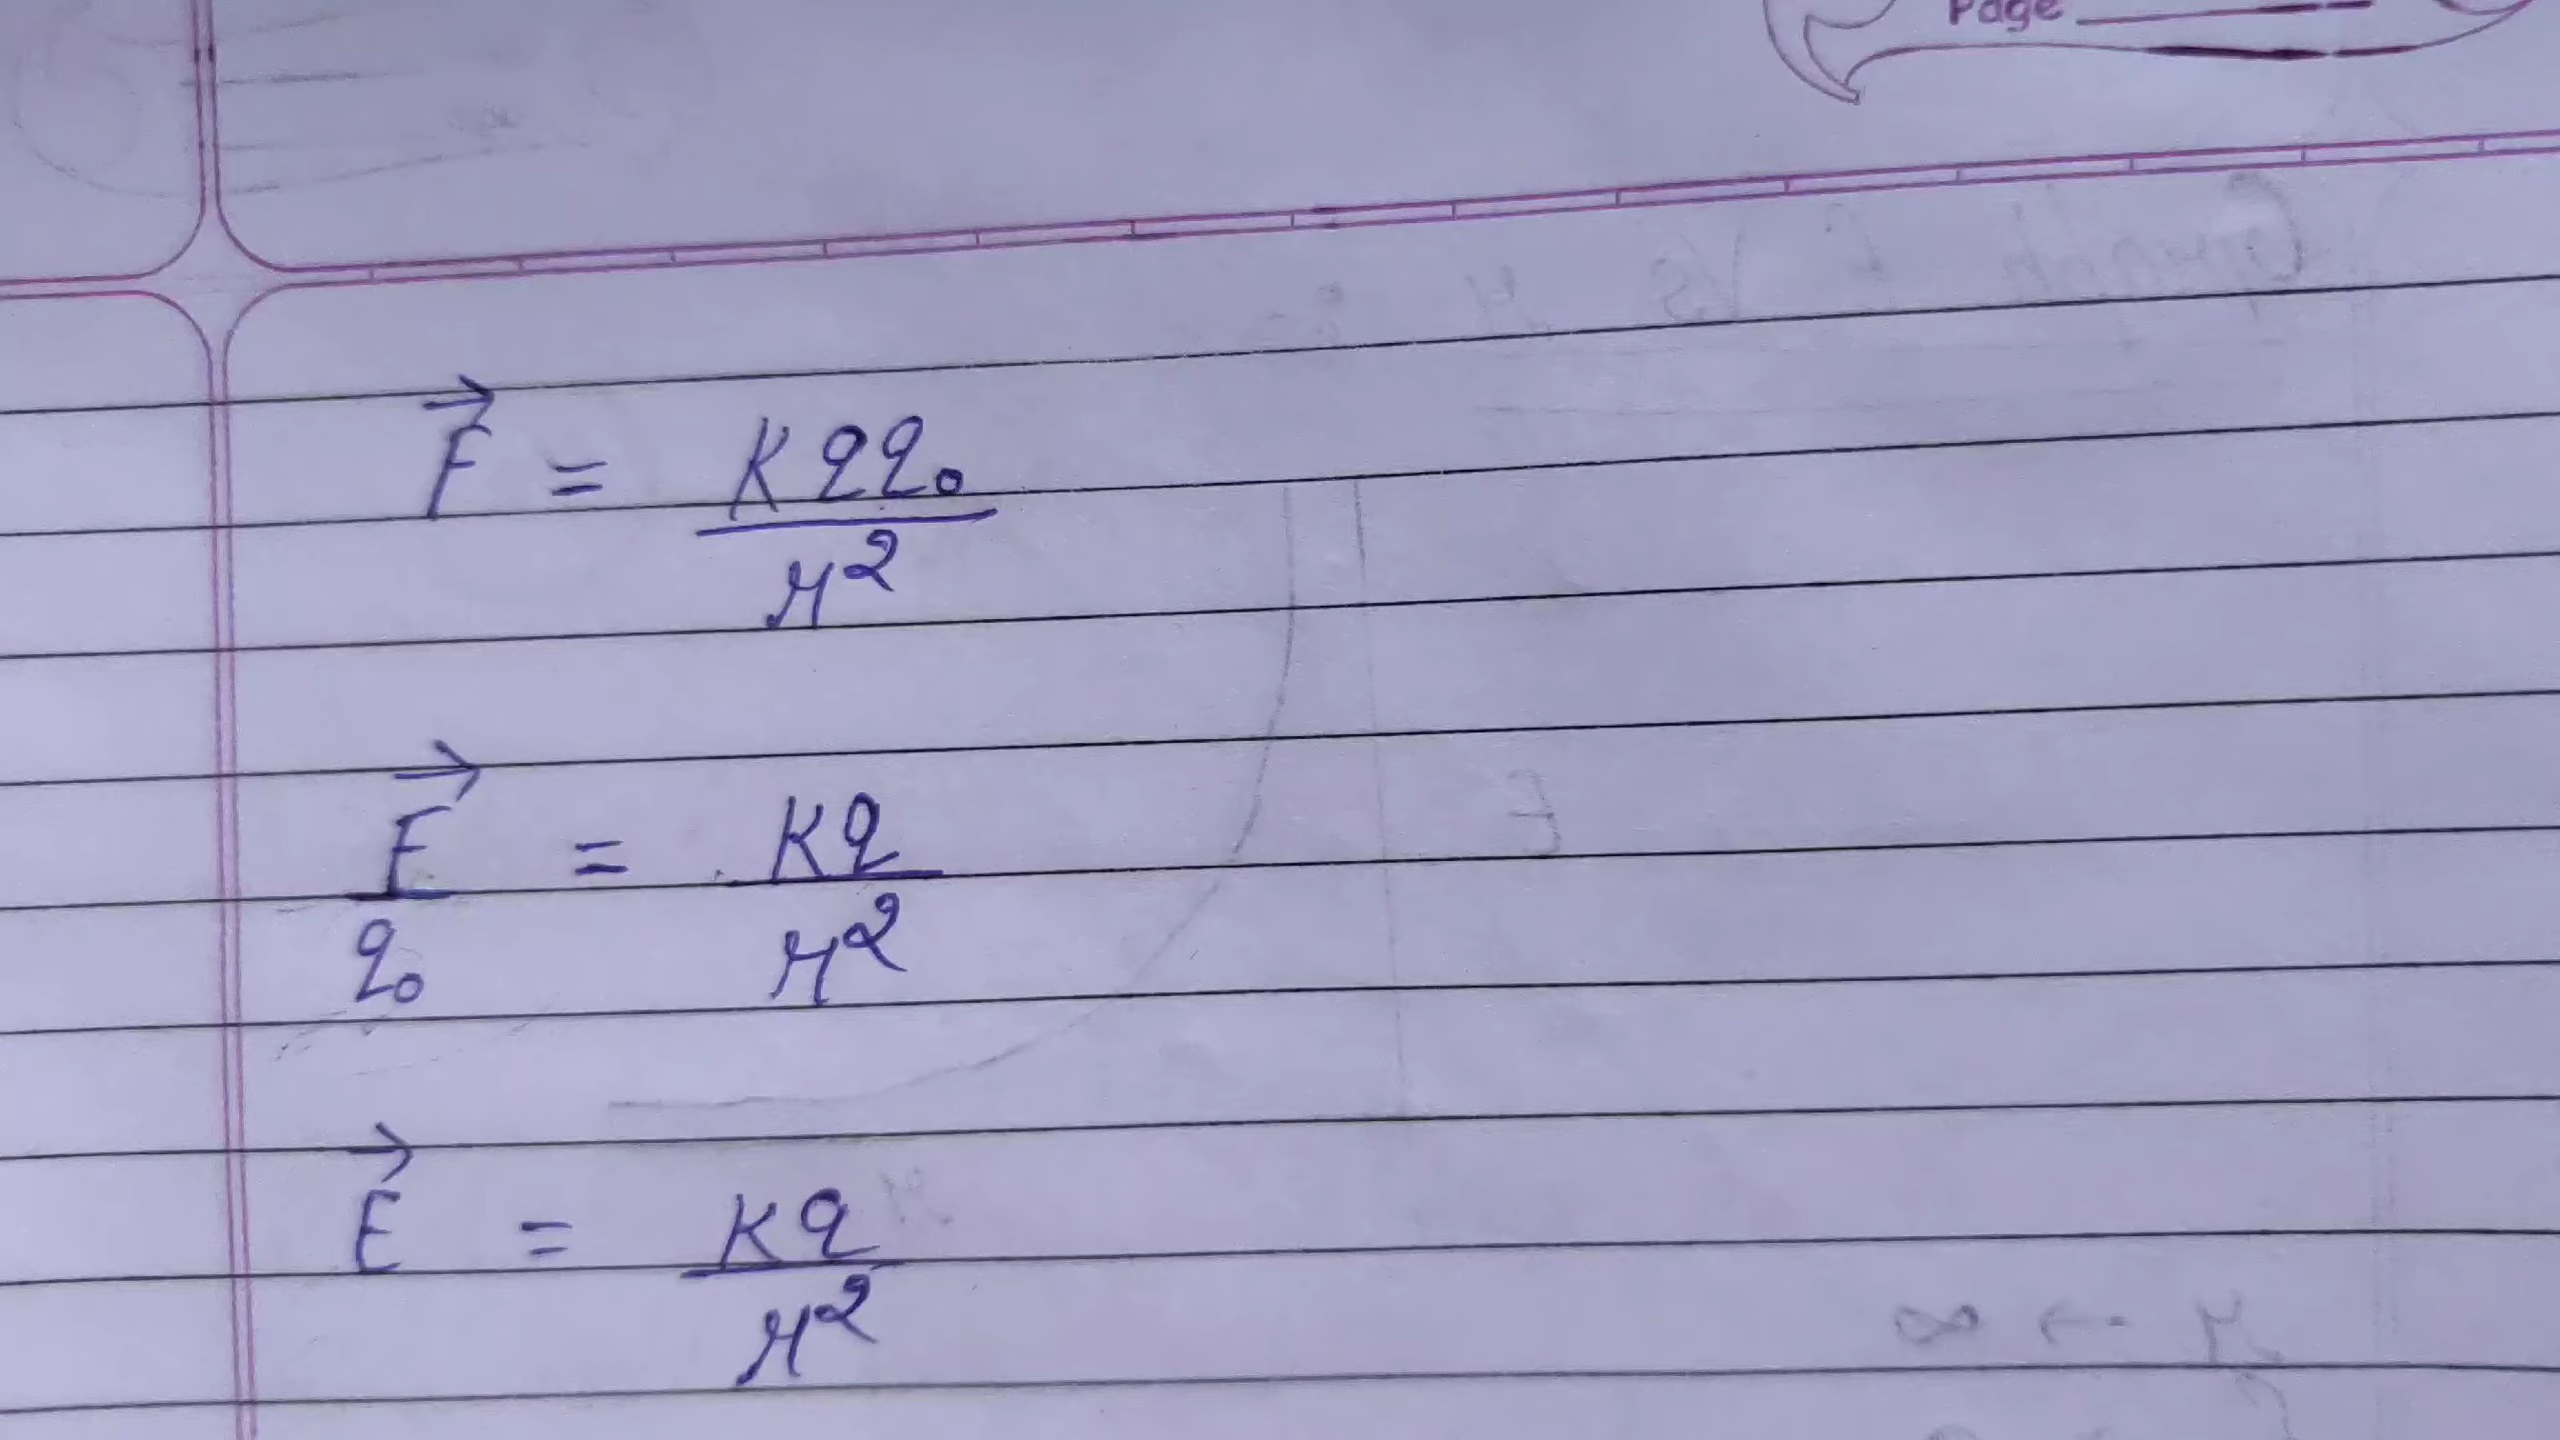 Page
F⃗ = Kqq₀/r²
F⃗/q₀ = Kq/r²
E⃗ = Kq/r²